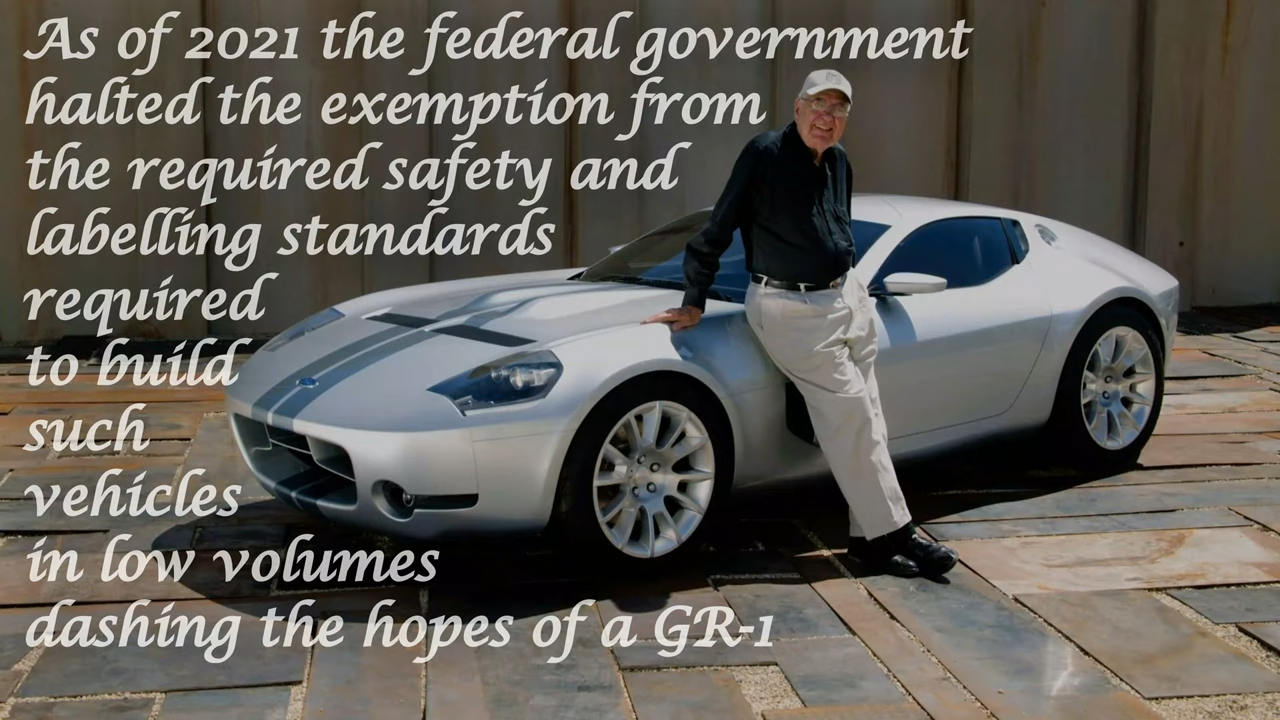 As of 2021 the federal government
halted the exemption from
the required safety and
labelling standards
required
to build
such
vehicles
in low volumes
dashing the hopes of a GR-1